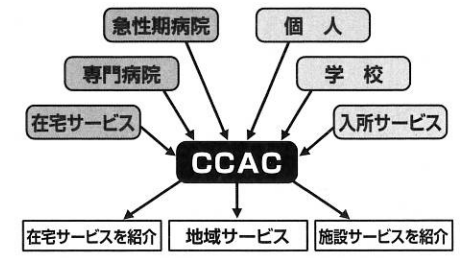 急性期病院
個 人
専門病院
学 校
在宅サービス
入所サービス
CCAC
在宅サービスを紹介
地域サービス
施設サービスを紹介